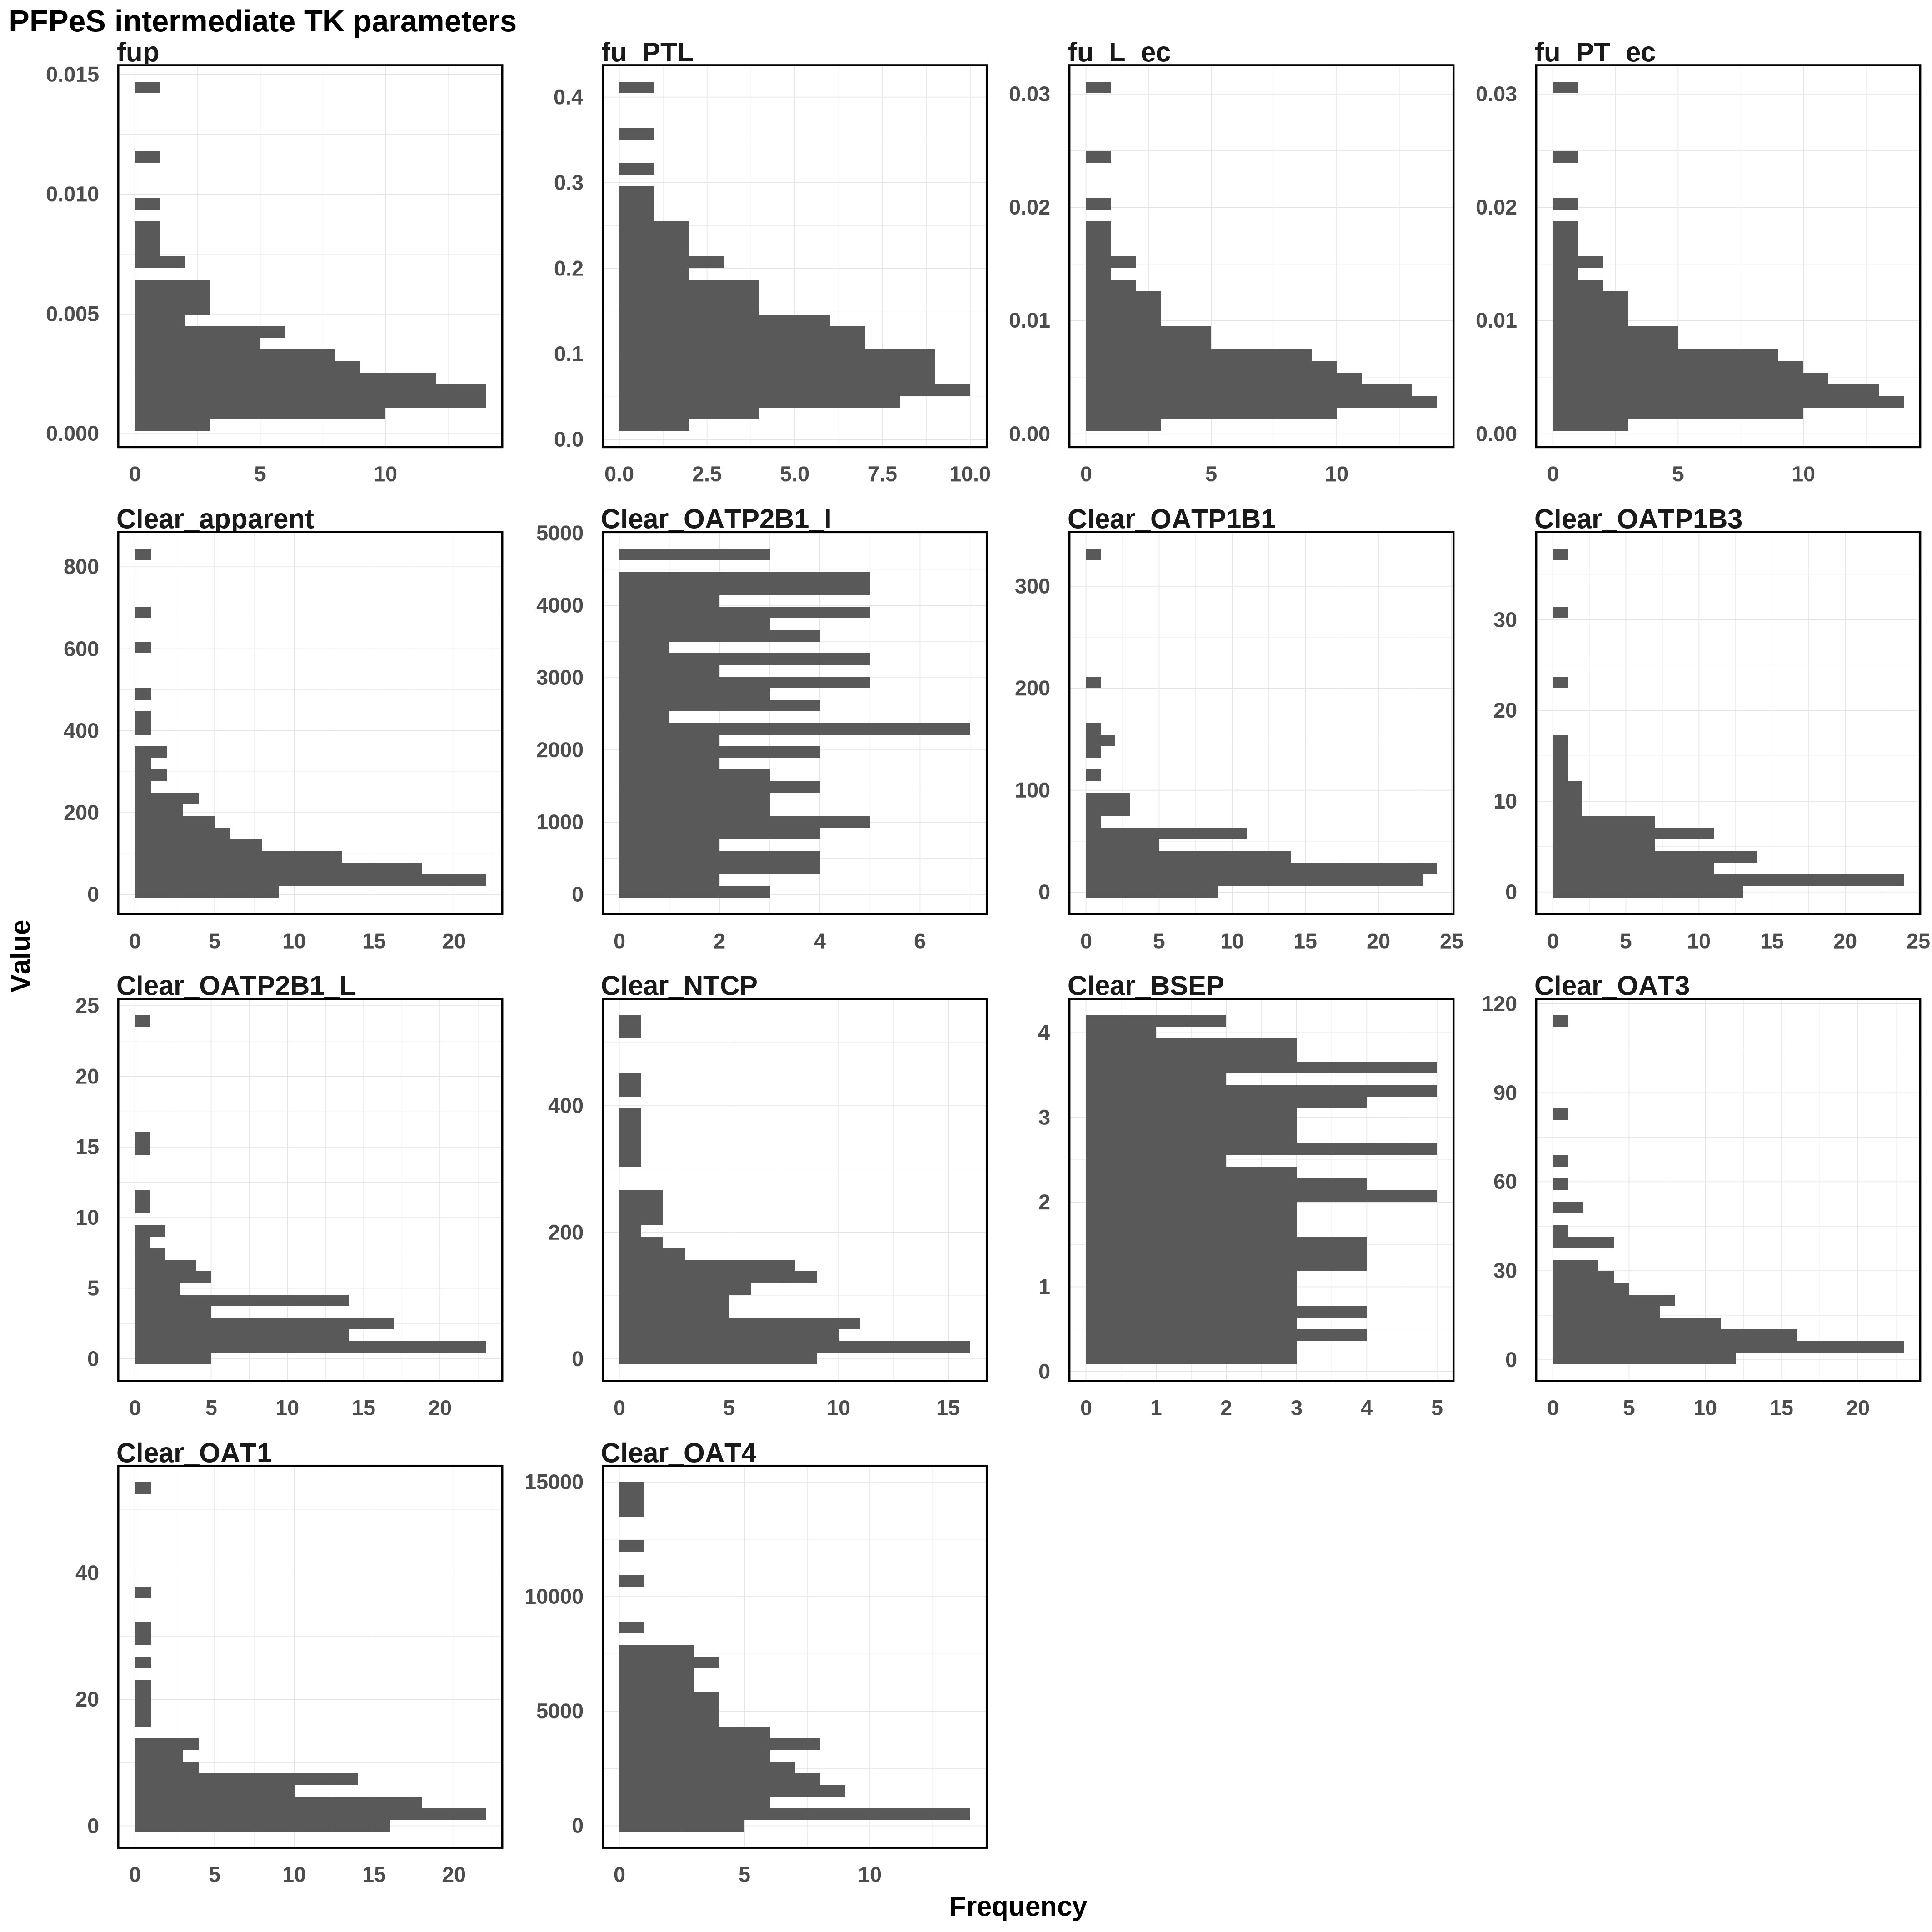 PFPeS intermediate TK parameters
fup fu_PTL fu_L_ec fu_PT_ec
0.015
0.010
0.005
0.000
0 5 10
0.4
0.3
0.2
0.1
0.0
0.0 2.5 5.0 7.5 10.0
0.03
0.02
0.01
0.00
0 5 10
0.03
0.02
0.01
0.00
0 5 10
Clear_apparent Clear_OATP2B1_I Clear_OATP1B1 Clear_OATP1B3
800
600
400
200
0
0 5 10 15 20
5000
4000
3000
2000
1000
0
0 2 4 6
300
200
100
0
0 5 10 15 20 25
30
20
10
0
0 5 10 15 20 25
Value
Clear_OATP2B1_L Clear_NTCP Clear_BSEP Clear_OAT3
25
20
15
10
5
0
0 5 10 15 20
400
200
0
0 5 10 15
4
3
2
1
0
0 1 2 3 4 5
120
90
60
30
0
0 5 10 15 20
Clear_OAT1 Clear_OAT4
40
20
0
0 5 10 15 20
15000
10000
5000
0
0 5 10
Frequency